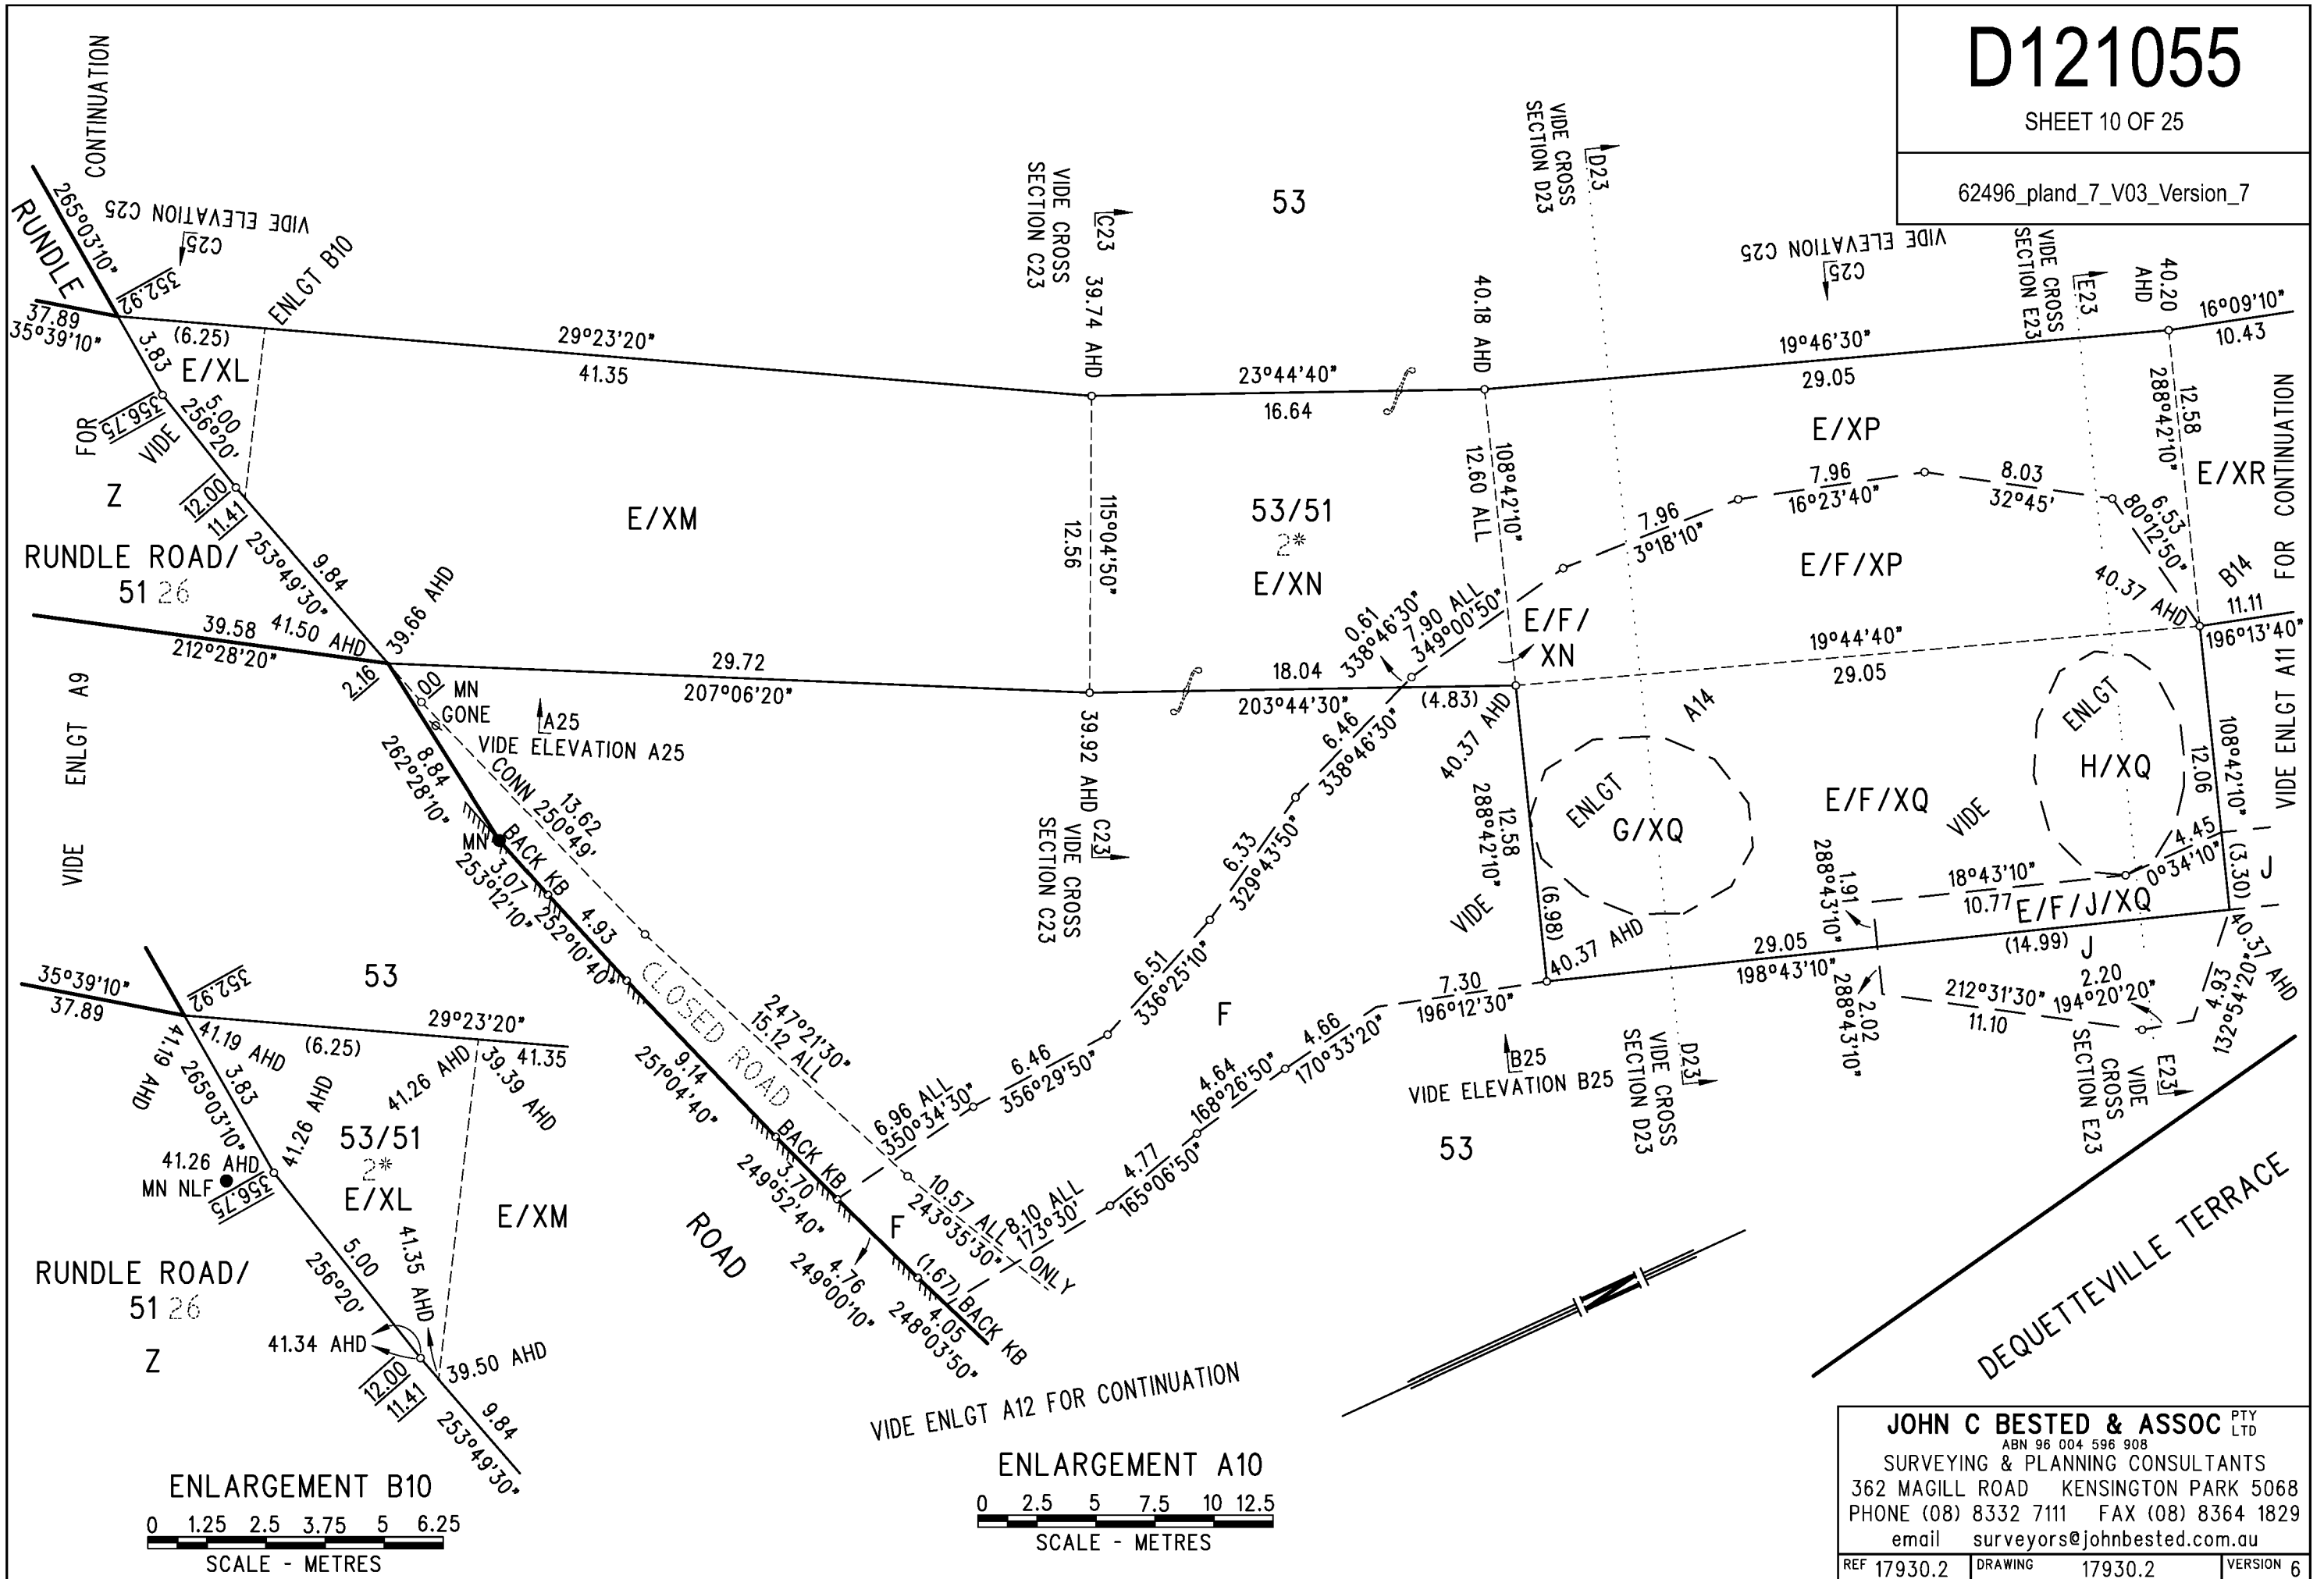 D121055
SHEET 10 OF 25
62496_pland_7_V03_Version_7
CONTINUATION
265°03'10"
RUNDLE
VIDE ELEVATION C25
C25
352.92
ENLGT B10
37.89
35°39'10"
3.83
(6.25)
E/XL
29°23'20"
41.35
5.00
256°20'
356.75
FOR
VIDE
Z
12.00
11.41
RUNDLE ROAD/
51 26
253°49'30"
9.84
E/XM
39.66 AHD
39.58
41.50 AHD
212°28'20"
2.16
VIDE CROSS
SECTION C23
C23
39.74 AHD
53
VIDE CROSS
SECTION D23
D23
40.18 AHD
23°44'40"
16.64
115°04'50"
12.56
53/51
2*
E/XN
108°42'10"
12.60 ALL
VIDE ELEVATION C25
C25
VIDE CROSS
SECTION E23
E23
40.20
AHD
16°09'10"
10.43
19°46'30"
29.05
E/XP
12.58
288°42'10"
E/XR
VIDE ENLGT A11 FOR CONTINUATION
7.96
3°18'10"
7.96
16°23'40"
8.03
32°45'
6.53
80°12'50"
E/F/XP
40.37 AHD
B14
11.11
196°13'40"
0.61
338°46'30"
7.90 ALL
349°00'50"
E/F/
XN
19°44'40"
29.05
29.72
207°06'20"
18.04
203°44'30"
(4.83)
40.37 AHD
A14
VIDE ENLGT A9
.00
MN
GONE
A25
VIDE ELEVATION A25
8.84
262°28'10"
CONN 250°49'
13.62
39.92 AHD
C23
VIDE CROSS
SECTION C23
6.46
338°46'30"
6.33
329°43'50"
12.58
288°42'10"
(6.98)
VIDE
ENLGT
G/XQ
E/F/XQ
VIDE
ENLGT
H/XQ
12.06
108°42'10"
4.45
0°34'10"
(3.30)
J
MN
BACK KB
3.07
253°12'10"
4.93
252°10'40"
CLOSED ROAD
247°21'30"
15.12 ALL
6.51
336°25'10"
F
7.30
196°12'30"
40.37 AHD
29.05
198°43'10"
1.91
288°43'10"
18°43'10"
10.77
E/F/J/XQ
(14.99)
J
40.37 AHD
2.02
288°43'10"
212°31'30"
11.10
2.20
194°20'20"
4.93
132°54'20"
9.14
251°04'40"
BACK KB
3.70
249°52'40"
6.96 ALL
350°34'30"
6.46
356°29'50"
4.66
170°33'20"
4.64
168°26'50"
4.77
165°06'50"
B25
VIDE ELEVATION B25
VIDE CROSS
SECTION D23
D23
VIDE
CROSS
SECTION E23
E23
53
10.57 ALL
243°35'30"
8.10 ALL
173°30'
ONLY
F
4.76
249°00'10"
(1.67)
BACK KB
4.05
248°03'50"
ROAD
DEQUETTEVILLE TERRACE
VIDE ENLGT A12 FOR CONTINUATION
ENLARGEMENT A10
0 2.5 5 7.5 10 12.5
SCALE - METRES
35°39'10"
37.89
352.92
53
41.19 AHD
41.19 AHD
(6.25)
29°23'20"
41.35
3.83
265°03'10"
41.26 AHD
41.26 AHD
39.39 AHD
53/51
2*
E/XL
41.26 AHD
MN NLF
356.75
E/XM
RUNDLE ROAD/
51 26
Z
5.00
256°20'
41.35 AHD
41.34 AHD
39.50 AHD
12.00
11.41
9.84
253°49'30"
ENLARGEMENT B10
0 1.25 2.5 3.75 5 6.25
SCALE - METRES
JOHN C BESTED & ASSOC PTY LTD
ABN 96 004 596 908
SURVEYING & PLANNING CONSULTANTS
362 MAGILL ROAD KENSINGTON PARK 5068
PHONE (08) 8332 7111 FAX (08) 8364 1829
email surveyors@johnbested.com.au
REF 17930.2 DRAWING 17930.2 VERSION 6